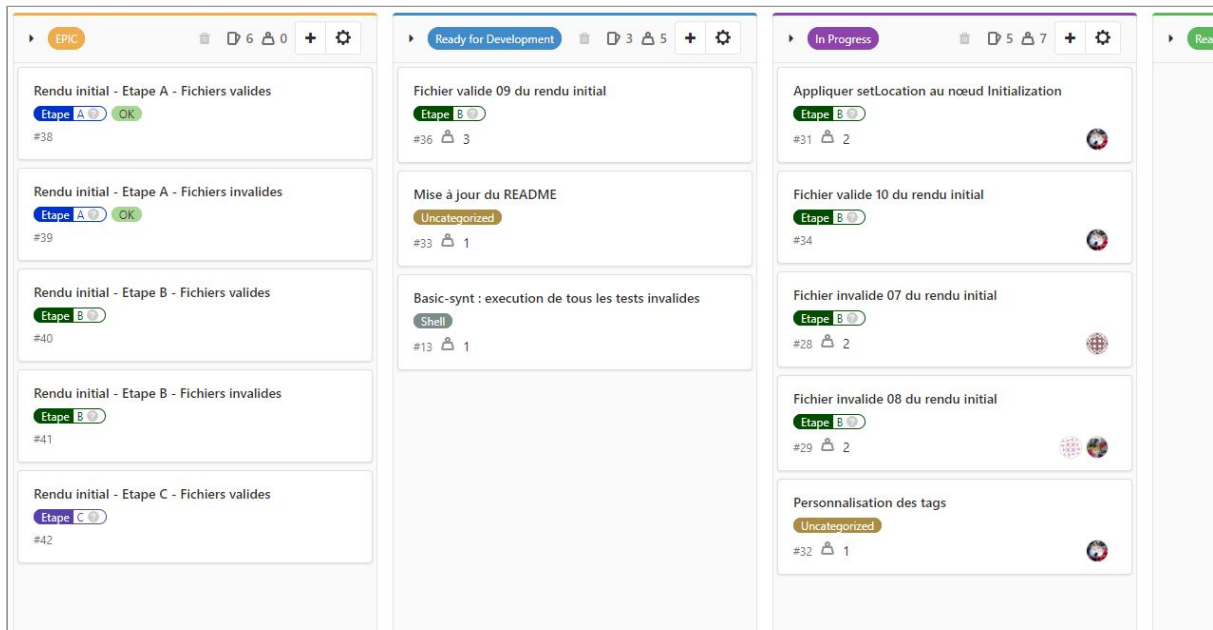 EPIC 6 0
Rendu initial - Etape A - Fichiers valides
Etape A OK
#38
Rendu initial - Etape A - Fichiers invalides
Etape A OK
#39
Rendu initial - Etape B - Fichiers valides
Etape B
#40
Rendu initial - Etape B - Fichiers invalides
Etape B
#41
Rendu initial - Etape C - Fichiers valides
Etape C
#42
Ready for Development 3 5
Fichier valide 09 du rendu initial
Etape B
#36 3
Mise à jour du README
Uncategorized
#33 1
Basic-synt : execution de tous les tests invalides
Shell
#13 1
In Progress 5 7
Appliquer setLocation au nœud Initialization
Etape B
#31 2
Fichier valide 10 du rendu initial
Etape B
#34
Fichier invalide 07 du rendu initial
Etape B
#28 2
Fichier invalide 08 du rendu initial
Etape B
#29 2
Personnalisation des tags
Uncategorized
#32 1
Rea